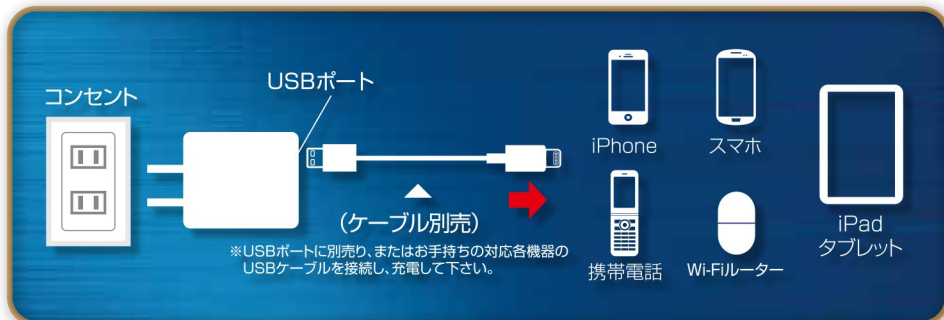 コンセント
USBポート
(ケーブル別売)
※USBポートに別売り、またはお手持ちの対応各機器の
USBケーブルを接続し、充電して下さい。
iPhone
スマホ
携帯電話
Wi-Fiルーター
iPad
タブレット